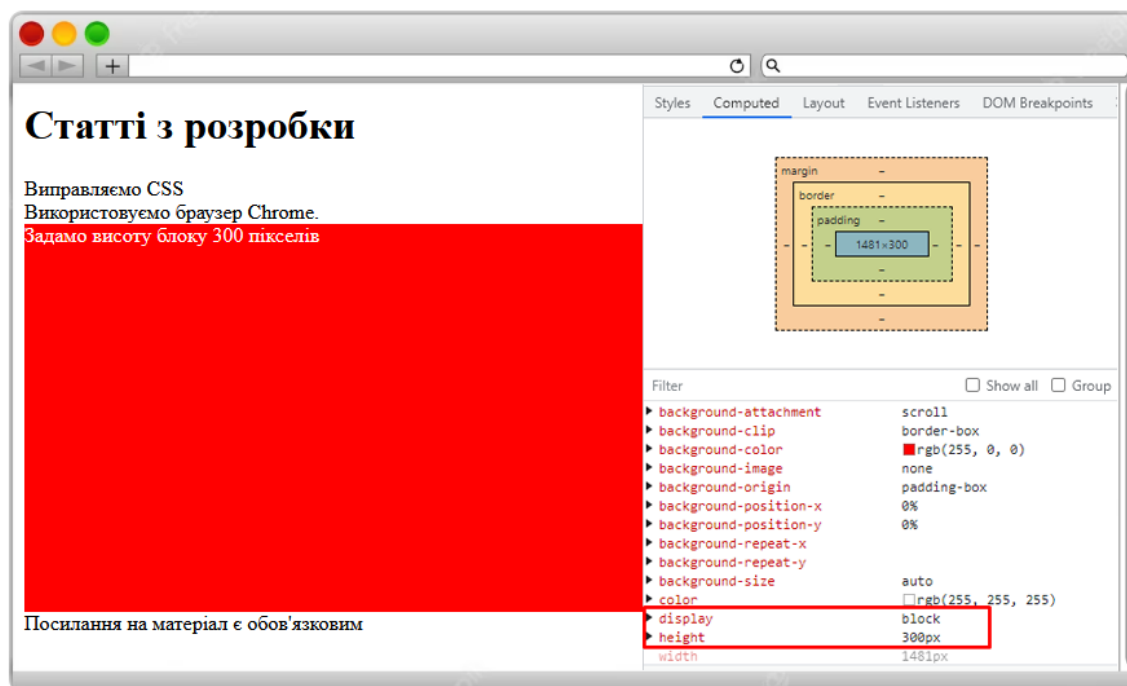 Статті з розробки
Виправляємо CSS
Використовуємо браузер Chrome.
Задамо висоту блоку 300 пікселів
Посилання на матеріал є обов'язковим
Styles Computed Layout Event Listeners DOM Breakpoints
margin –
border –
padding –
– – – 1481×300 – – –
–
–
–
Filter Show all Group
background-attachment scroll
background-clip border-box
background-color rgb(255, 0, 0)
background-image none
background-origin padding-box
background-position-x 0%
background-position-y 0%
background-repeat-x
background-repeat-y
background-size auto
color rgb(255, 255, 255)
display block
height 300px
width 1481px